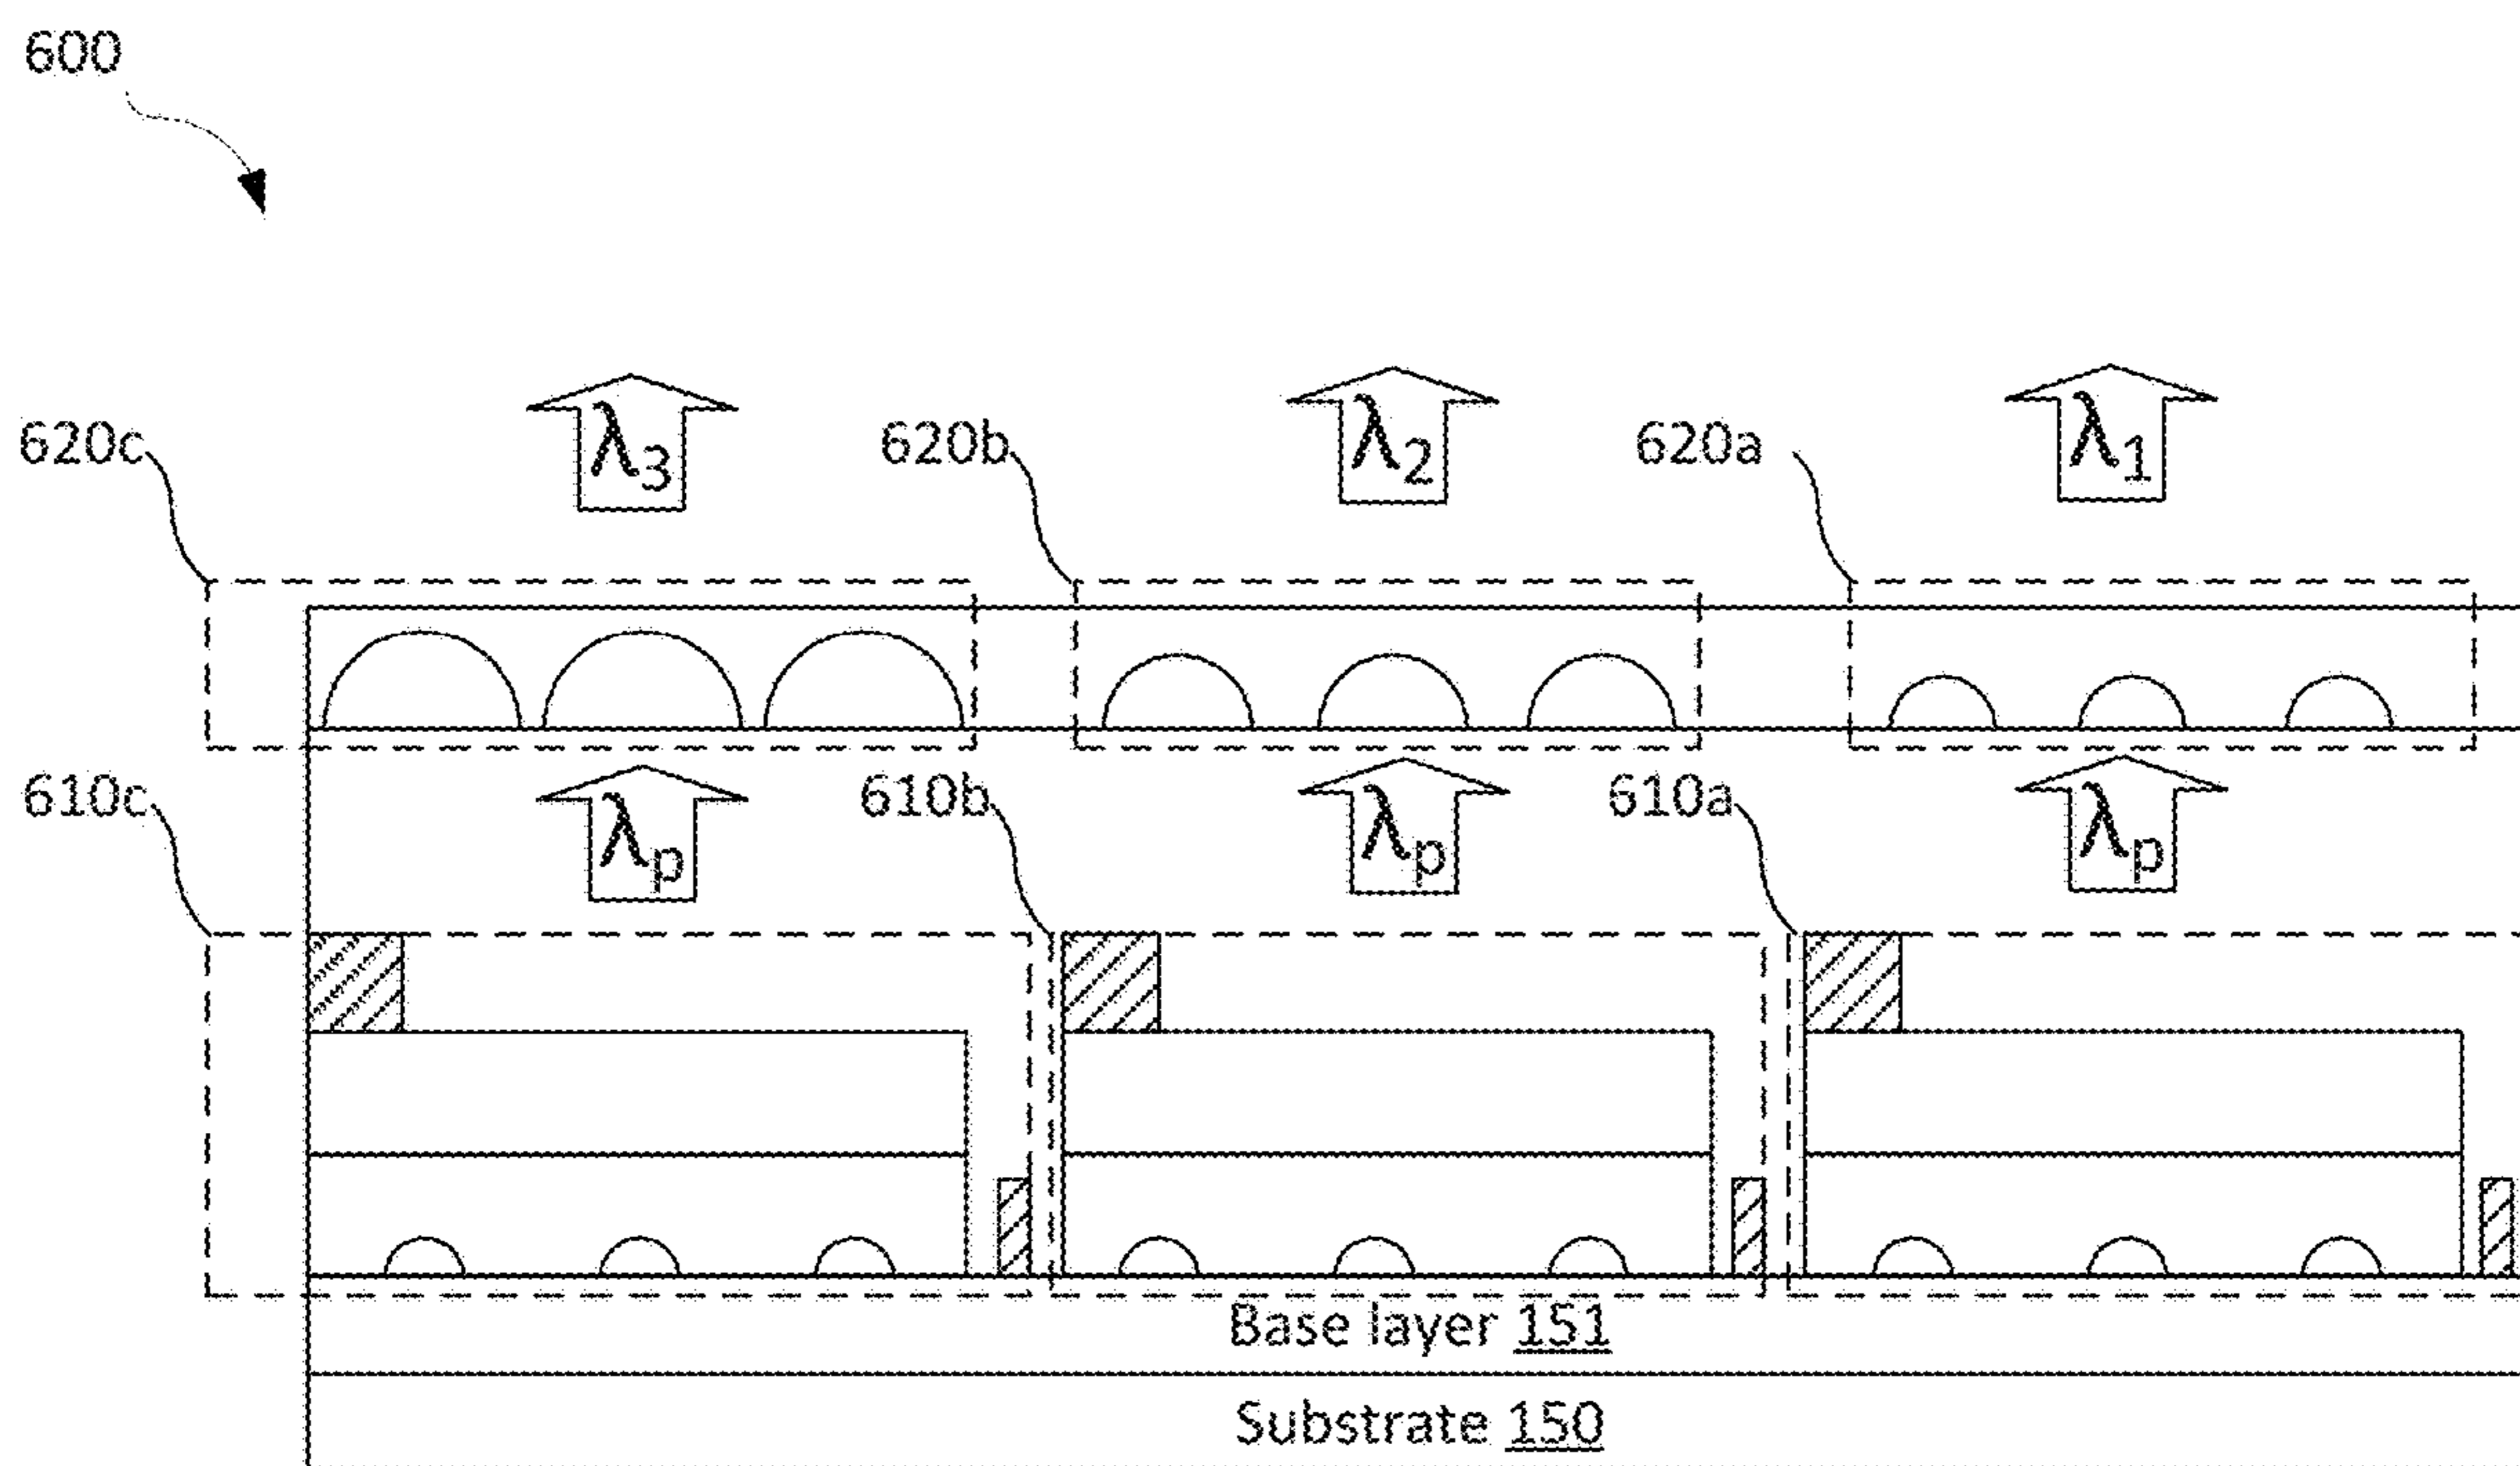 600
λ3 λ2 λ1
620c 620b 620a
610c 610b 610a
λp λp λp
Base layer 151
Substrate 150